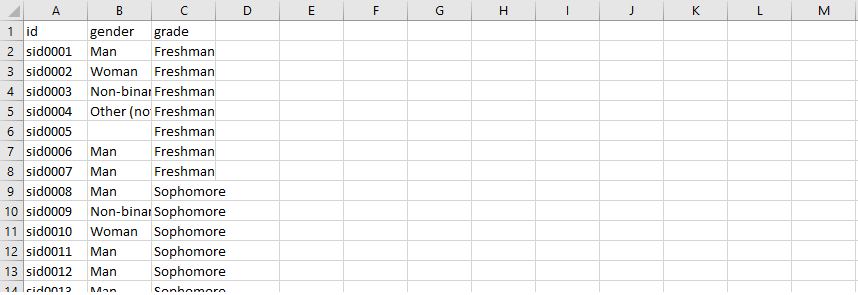 A B C D E F G H I J K L M
1 id gender grade
2 sid0001 Man Freshman
3 sid0002 Woman Freshman
4 sid0003 Non-binar Freshman
5 sid0004 Other (no Freshman
6 sid0005 Freshman
7 sid0006 Man Freshman
8 sid0007 Man Freshman
9 sid0008 Man Sophomore
10 sid0009 Non-binar Sophomore
11 sid0010 Woman Sophomore
12 sid0011 Man Sophomore
13 sid0012 Man Sophomore
14 sid0013 Man Sophomore